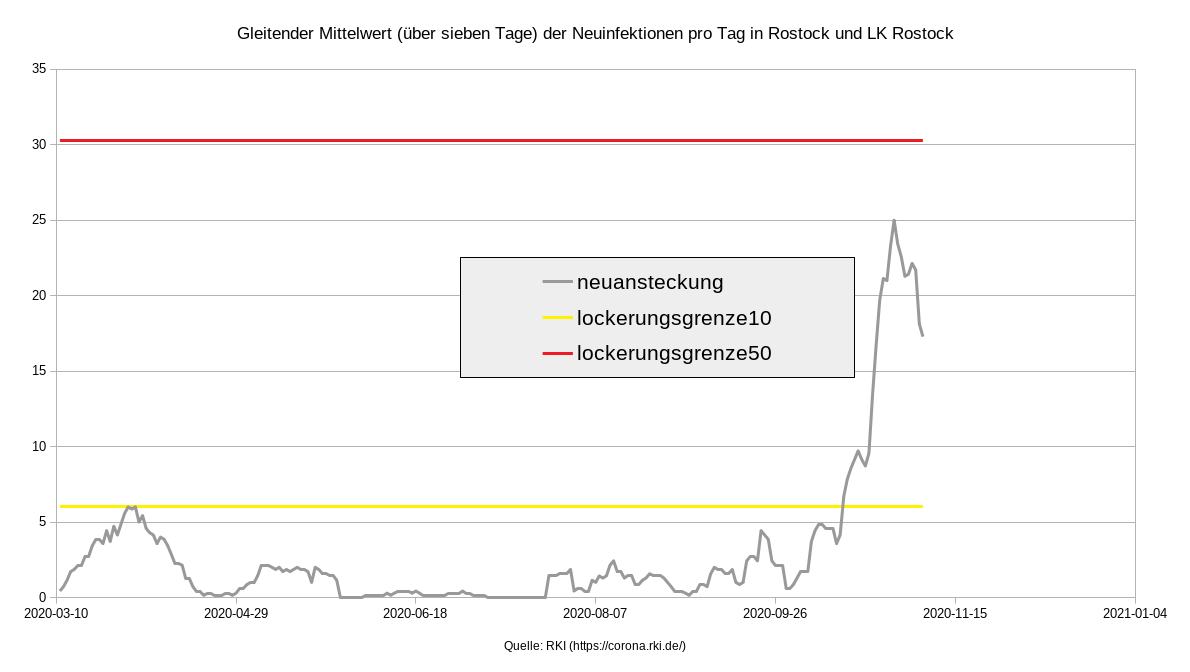 Gleitender Mittelwert (über sieben Tage) der Neuinfektionen pro Tag in Rostock und LK Rostock
35
30
25
20
15
10
5
0
neuansteckung
lockerungsgrenze10
lockerungsgrenze50
2020-03-10 2020-04-29 2020-06-18 2020-08-07 2020-09-26 2020-11-15 2021-01-04
Quelle: RKI (https://corona.rki.de/)